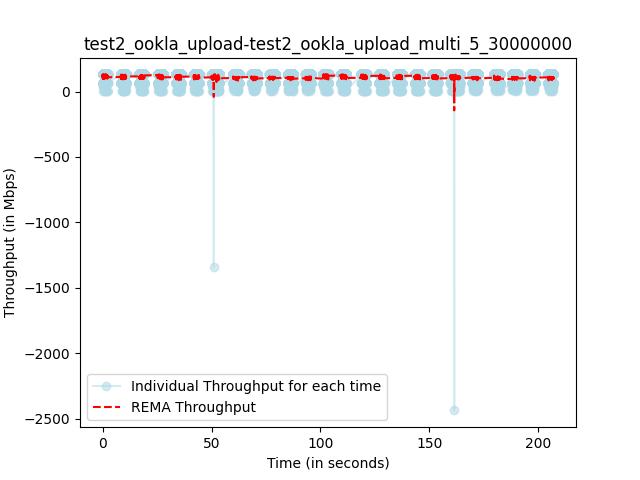 test2_ookla_upload-test2_ookla_upload_multi_5_30000000
Throughput (in Mbps)
0
−500
−1000
−1500
−2000
−2500
Individual Throughput for each time
REMA Throughput
0 50 100 150 200
Time (in seconds)